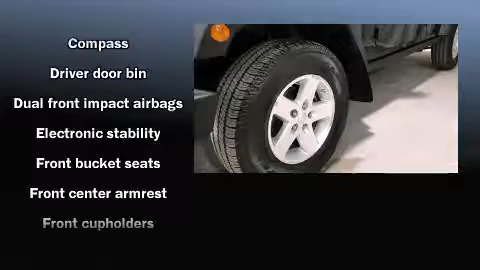 Compass
Driver door bin
Dual front impact airbags
Electronic stability
Front bucket seats
Front center armrest
Front cupholders